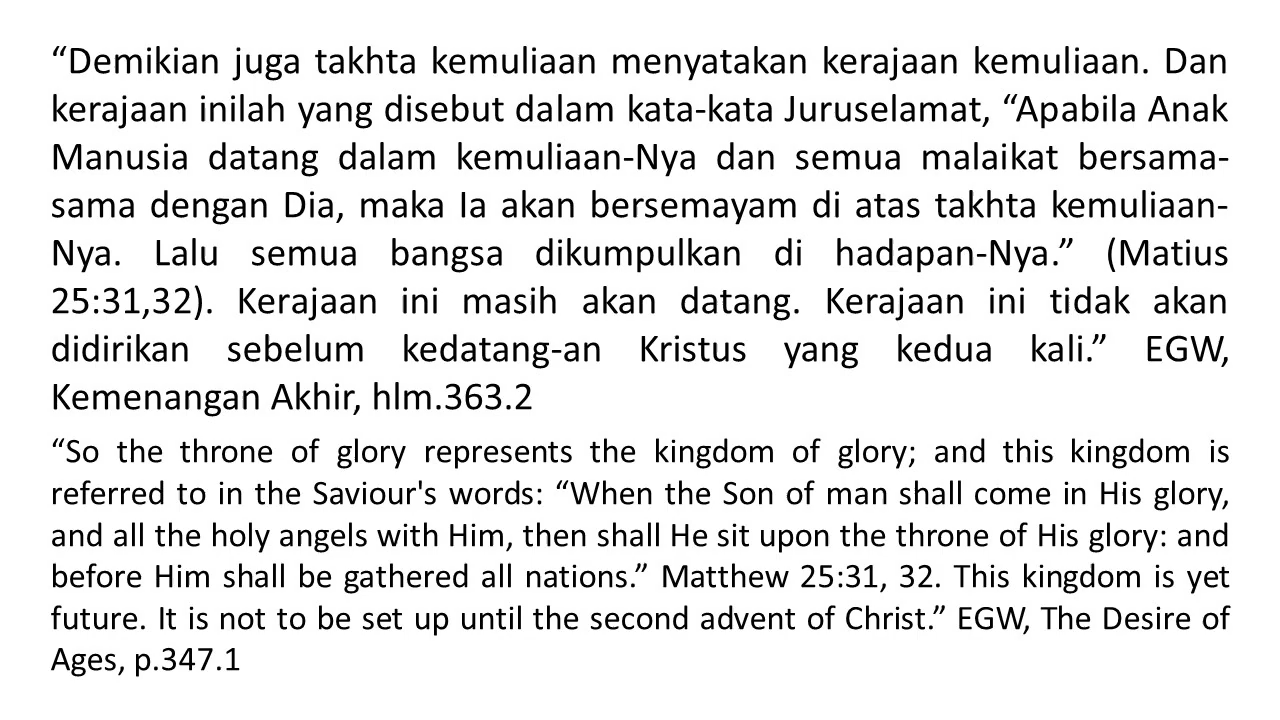 “Demikian juga takhta kemuliaan menyatakan kerajaan kemuliaan. Dan
kerajaan inilah yang disebut dalam kata-kata Juruselamat, “Apabila Anak
Manusia datang dalam kemuliaan-Nya dan semua malaikat bersama-
sama dengan Dia, maka Ia akan bersemayam di atas takhta kemuliaan-
Nya. Lalu semua bangsa dikumpulkan di hadapan-Nya.” (Matius
25:31,32). Kerajaan ini masih akan datang. Kerajaan ini tidak akan
didirikan sebelum kedatang-an Kristus yang kedua kali.” EGW,
Kemenangan Akhir, hlm.363.2
“So the throne of glory represents the kingdom of glory; and this kingdom is
referred to in the Saviour's words: “When the Son of man shall come in His glory,
and all the holy angels with Him, then shall He sit upon the throne of His glory: and
before Him shall be gathered all nations.” Matthew 25:31, 32. This kingdom is yet
future. It is not to be set up until the second advent of Christ.” EGW, The Desire of
Ages, p.347.1